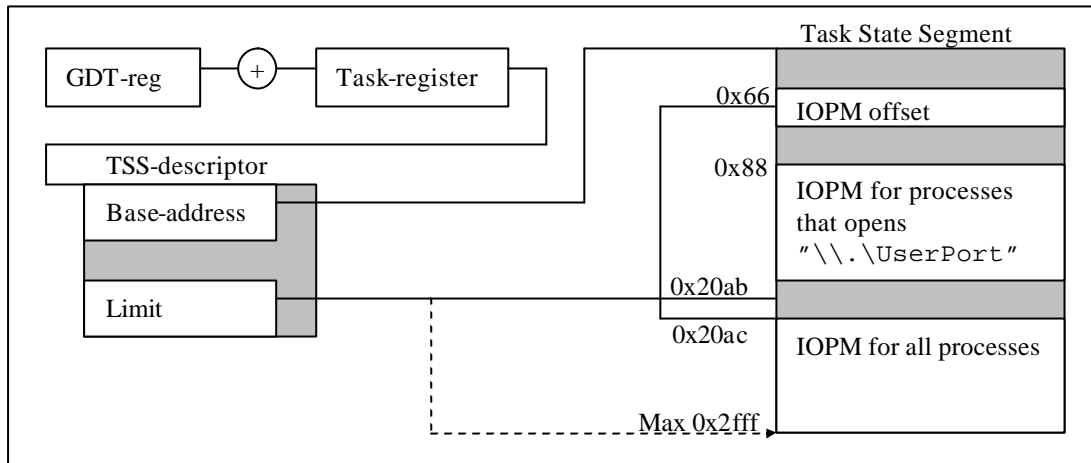 Task State Segment
GDT-reg
+
Task-register
0x66
IOPM offset
TSS-descriptor
0x88
Base-address
IOPM for processes
that opens
"\\.\UserPort"
Limit
0x20ab
0x20ac
IOPM for all processes
Max 0x2fff